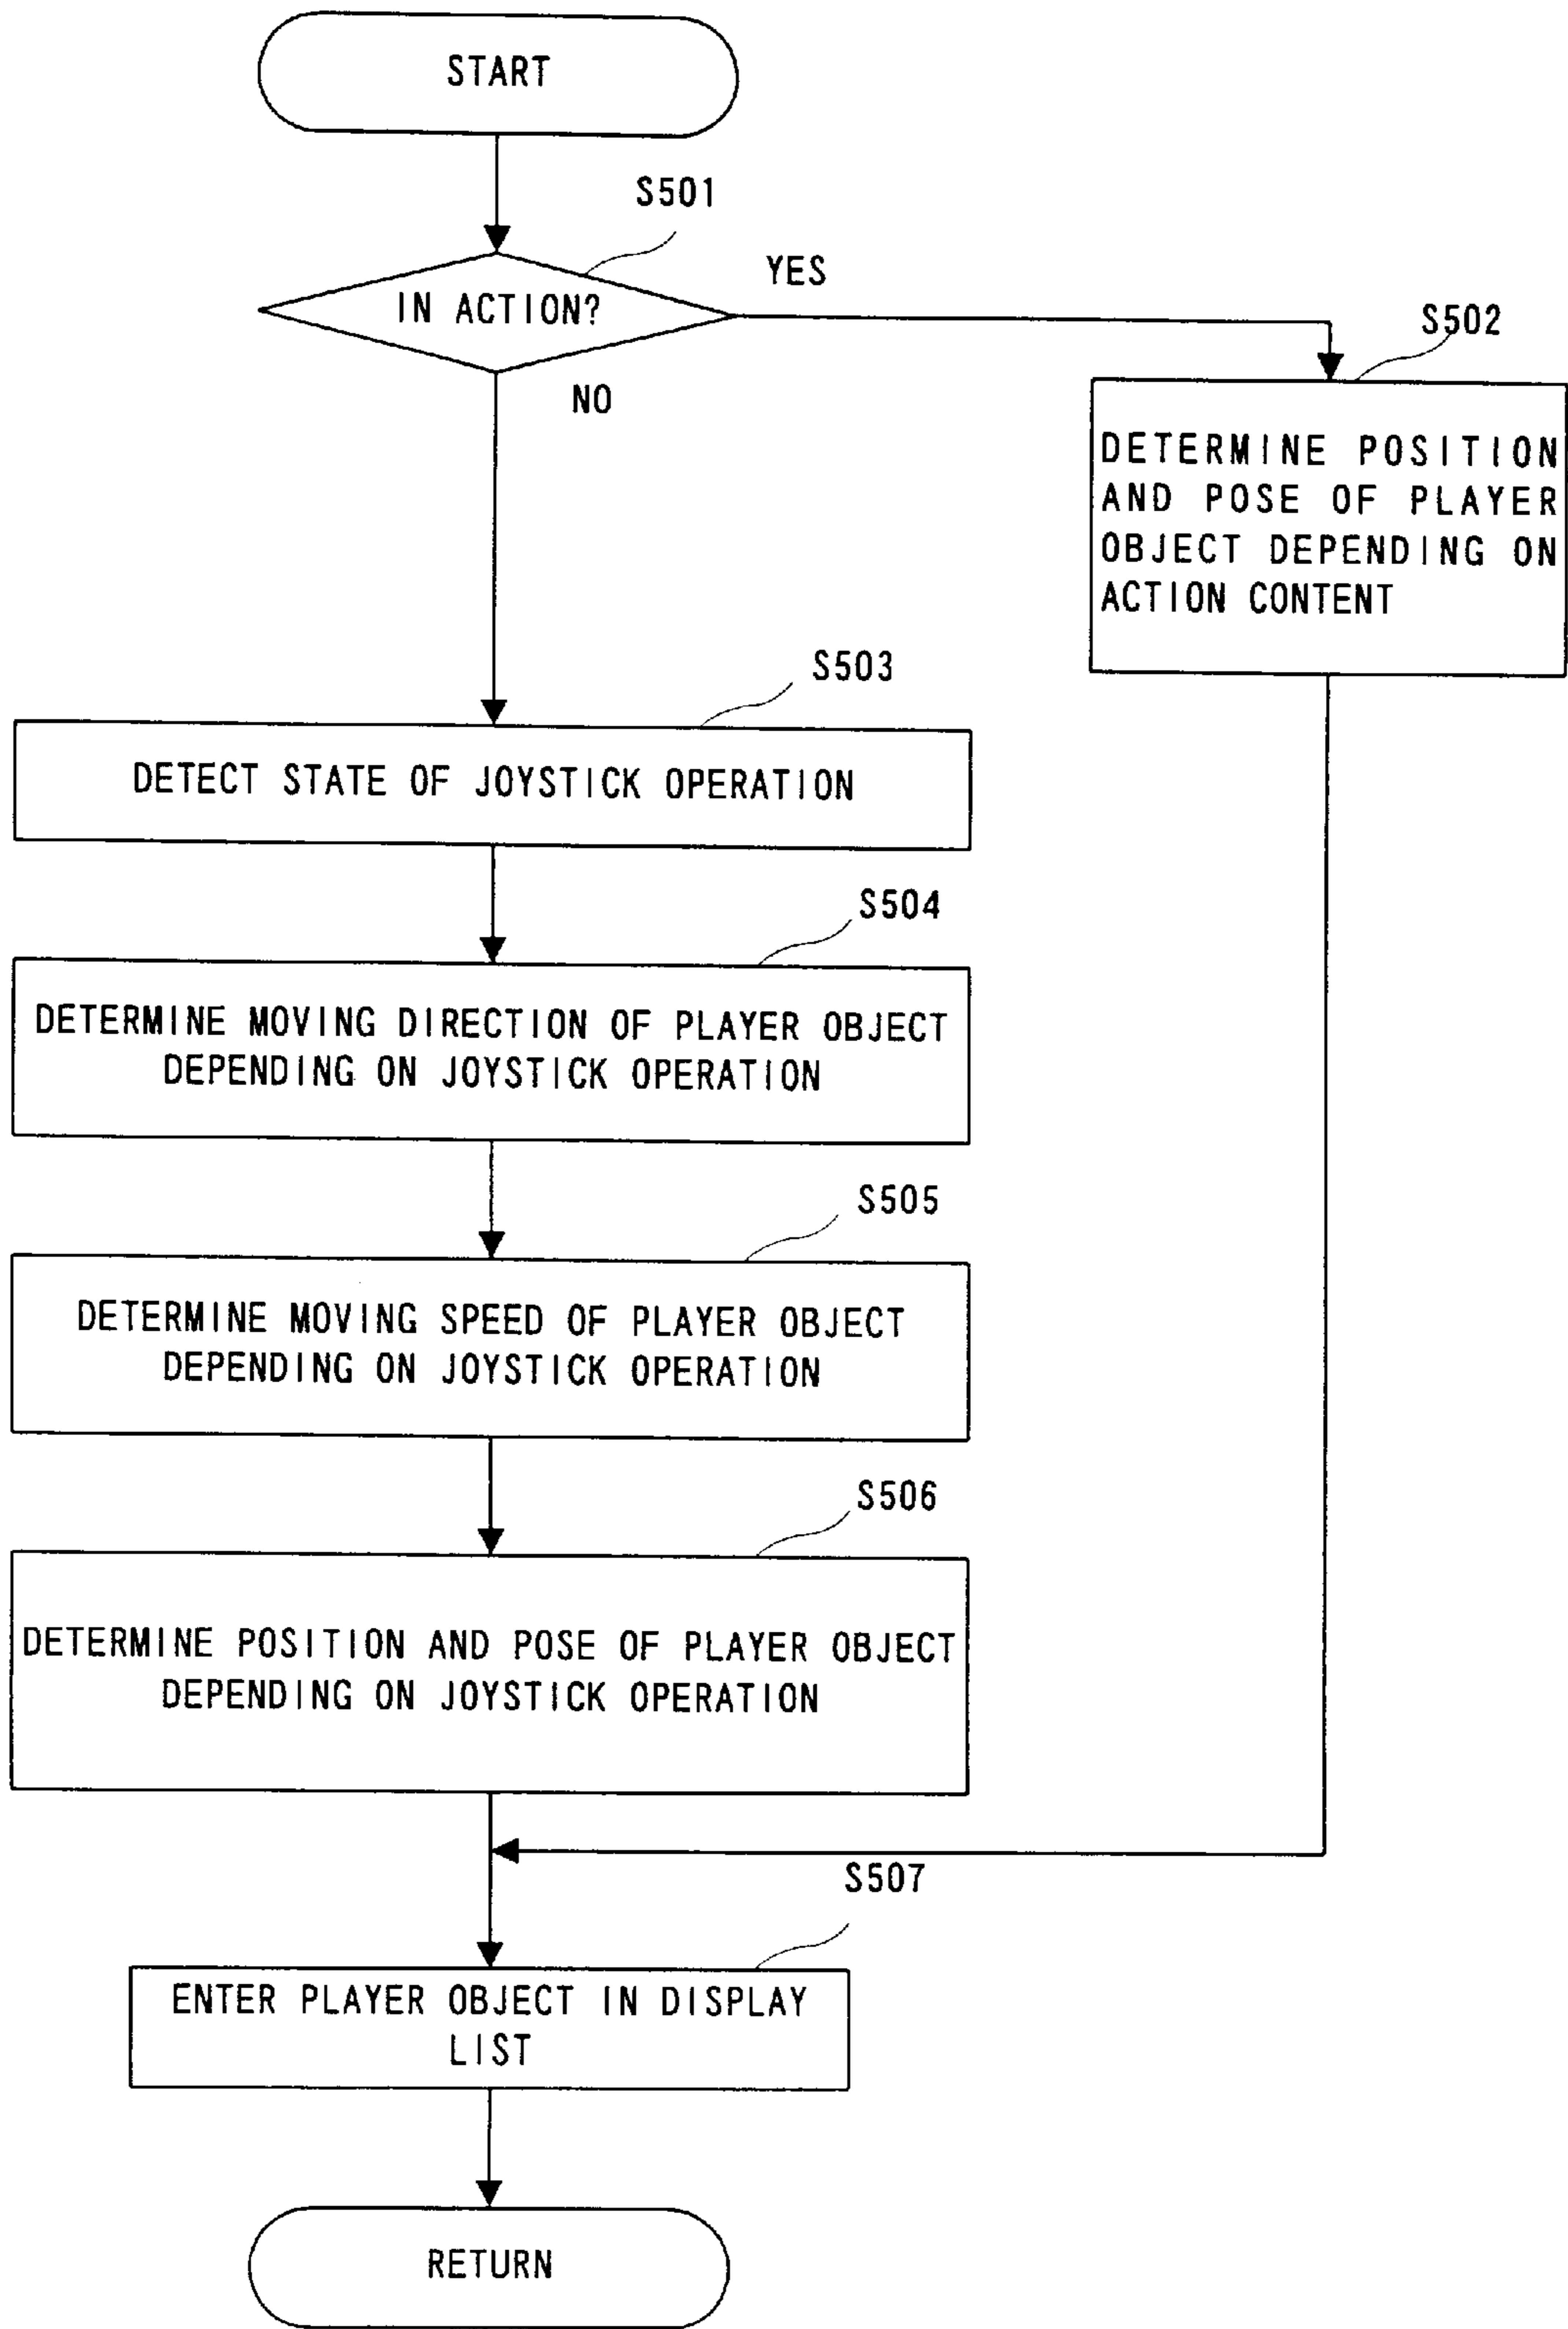 START
S501
IN ACTION?
YES
NO
S502
DETERMINE POSITION
AND POSE OF PLAYER
OBJECT DEPENDING ON
ACTION CONTENT
S503
DETECT STATE OF JOYSTICK OPERATION
S504
DETERMINE MOVING DIRECTION OF PLAYER OBJECT
DEPENDING ON JOYSTICK OPERATION
S505
DETERMINE MOVING SPEED OF PLAYER OBJECT
DEPENDING ON JOYSTICK OPERATION
S506
DETERMINE POSITION AND POSE OF PLAYER OBJECT
DEPENDING ON JOYSTICK OPERATION
S507
ENTER PLAYER OBJECT IN DISPLAY
LIST
RETURN